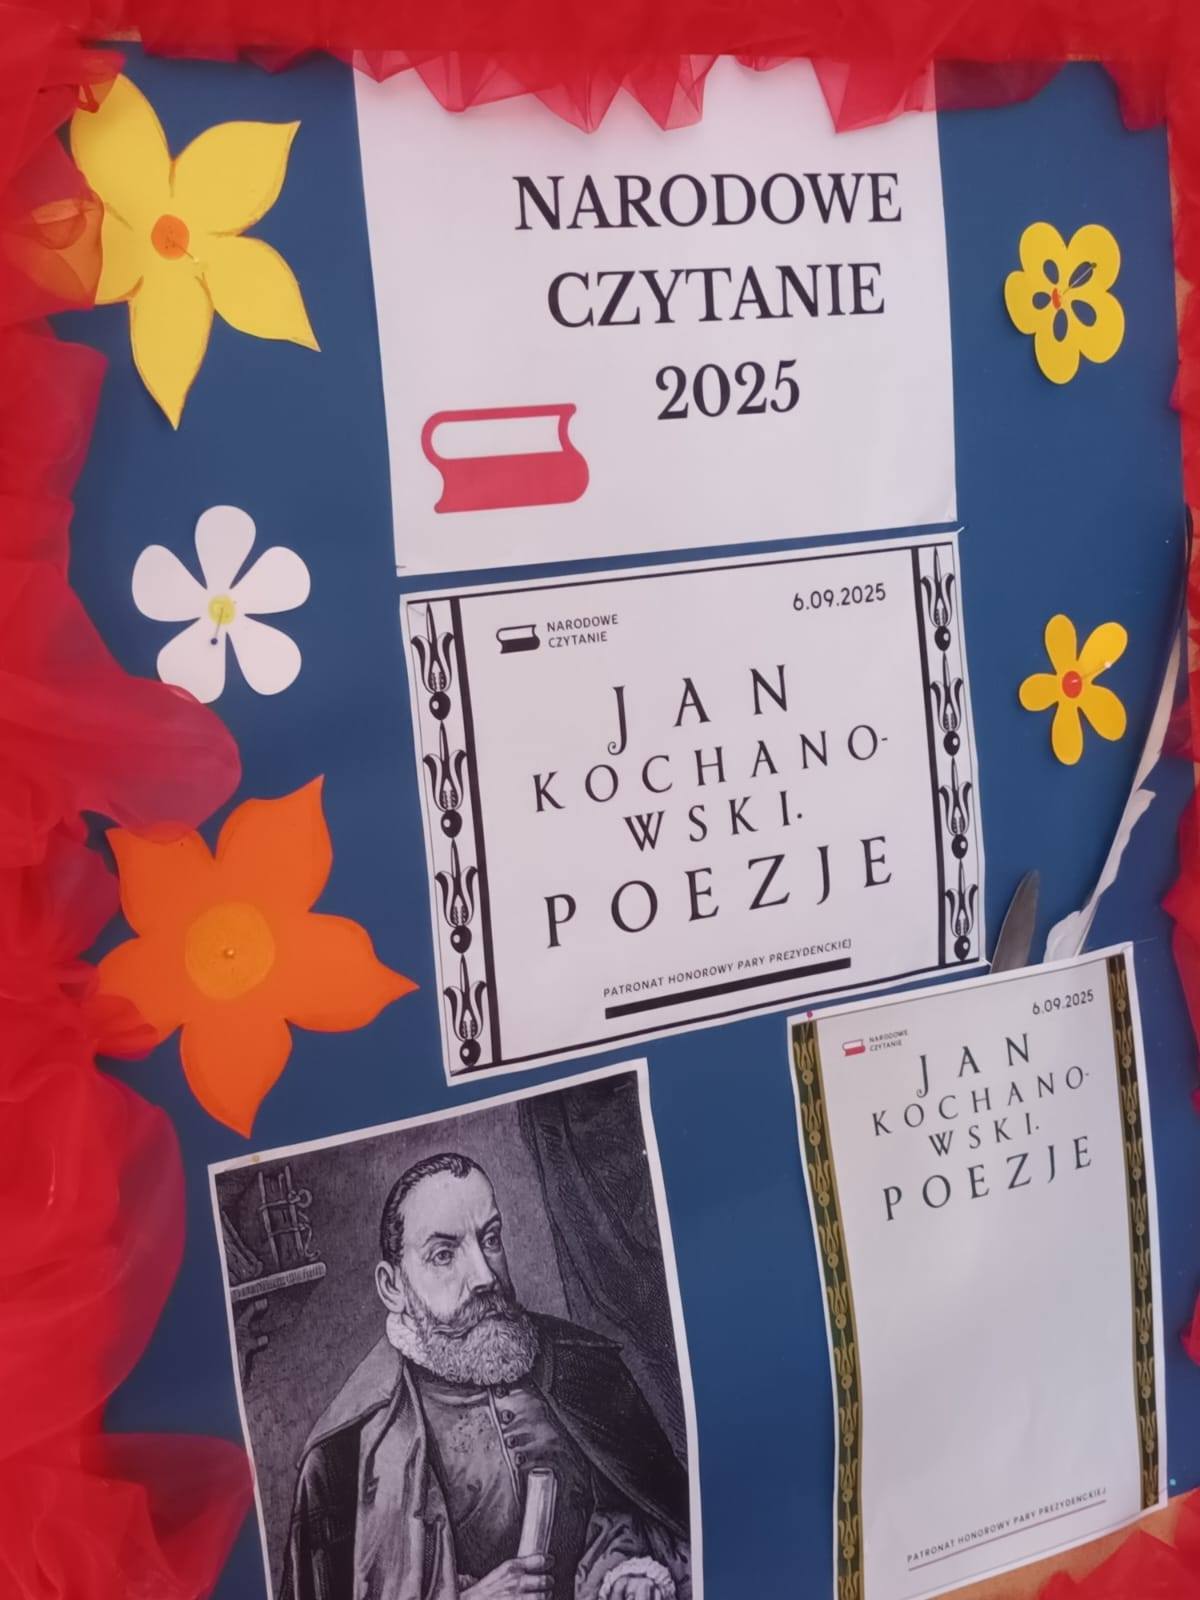 NARODOWE
CZYTANIE
2025
NARODOWE
CZYTANIE
6.09.2025
JAN
KOCHANO-
WSKI.
POEZJE
PATRONAT HONOROWY PARY PREZYDENCKIEJ
NARODOWE
CZYTANIE
6.09.2025
JAN
KOCHANO-
WSKI.
POEZJE
PATRONAT HONOROWY PARY PREZYDENCKIEJ